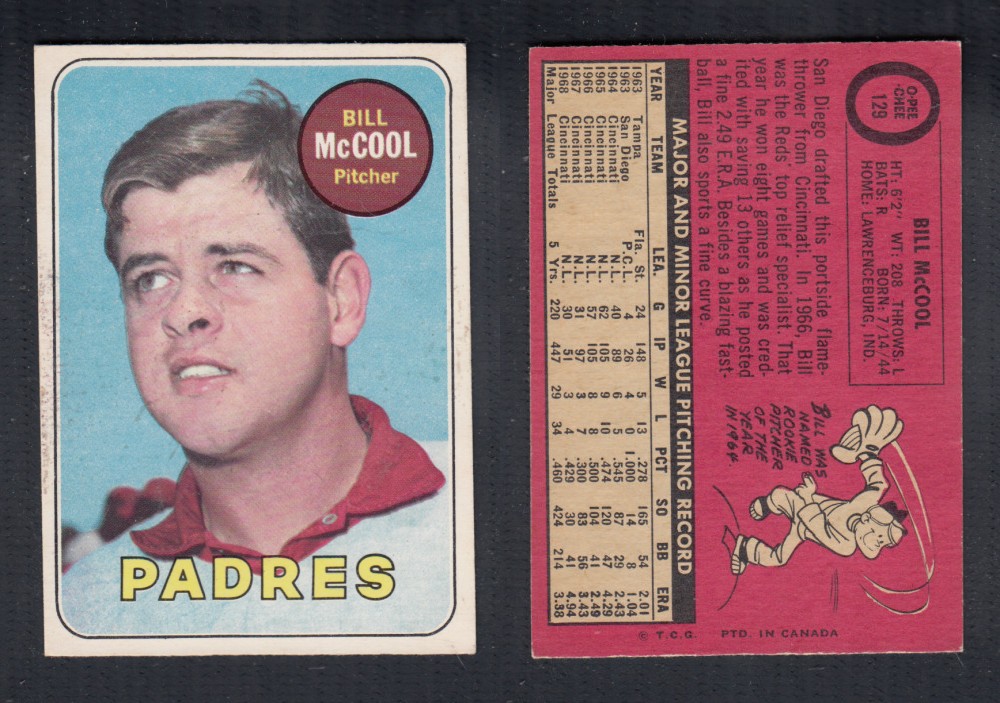 BILL
McCOOL
Pitcher
PADRES
O-PEE
-CHEE
129
BILL McCOOL
HT: 6'2" WT: 208 THROWS: L
BATS: R BORN: 7/14/44
HOME: LAWRENCEBURG, IND.
San Diego drafted this portside flame-
thrower from Cincinnati. In 1966, Bill
was the Reds' top relief specialist. That
year he won eight games and was cred-
ited with saving 13 others as he posted
a fine 2.49 E.R.A. Besides a blazing fast-
ball, Bill also sports a fine curve.
BILL WAS
NAMED
ROOKIE
PITCHER
OF THE
YEAR
IN 1964
MAJOR AND MINOR LEAGUE PITCHING RECORD
YEAR TEAM LEA. G IP W L PCT SO BB ERA
1963 Tampa Fla. St. 24 148 5 13 .278 165 54 2.01
1963 San Diego P.C.L. 4 26 4 0 1.000 14 8 1.04
1964 Cincinnati N.L. 40 89 6 5 .545 87 29 2.43
1965 Cincinnati N.L. 62 105 9 10 .474 120 47 4.29
1966 Cincinnati N.L. 57 105 8 8 .500 104 41 2.49
1967 Cincinnati N.L. 31 97 3 7 .300 83 56 3.43
1968 Cincinnati N.L. 30 51 3 4 .429 30 41 4.94
Major League Totals 5 Yrs. 220 447 29 34 .460 424 214 3.38
© T.C.G. PTD. IN CANADA